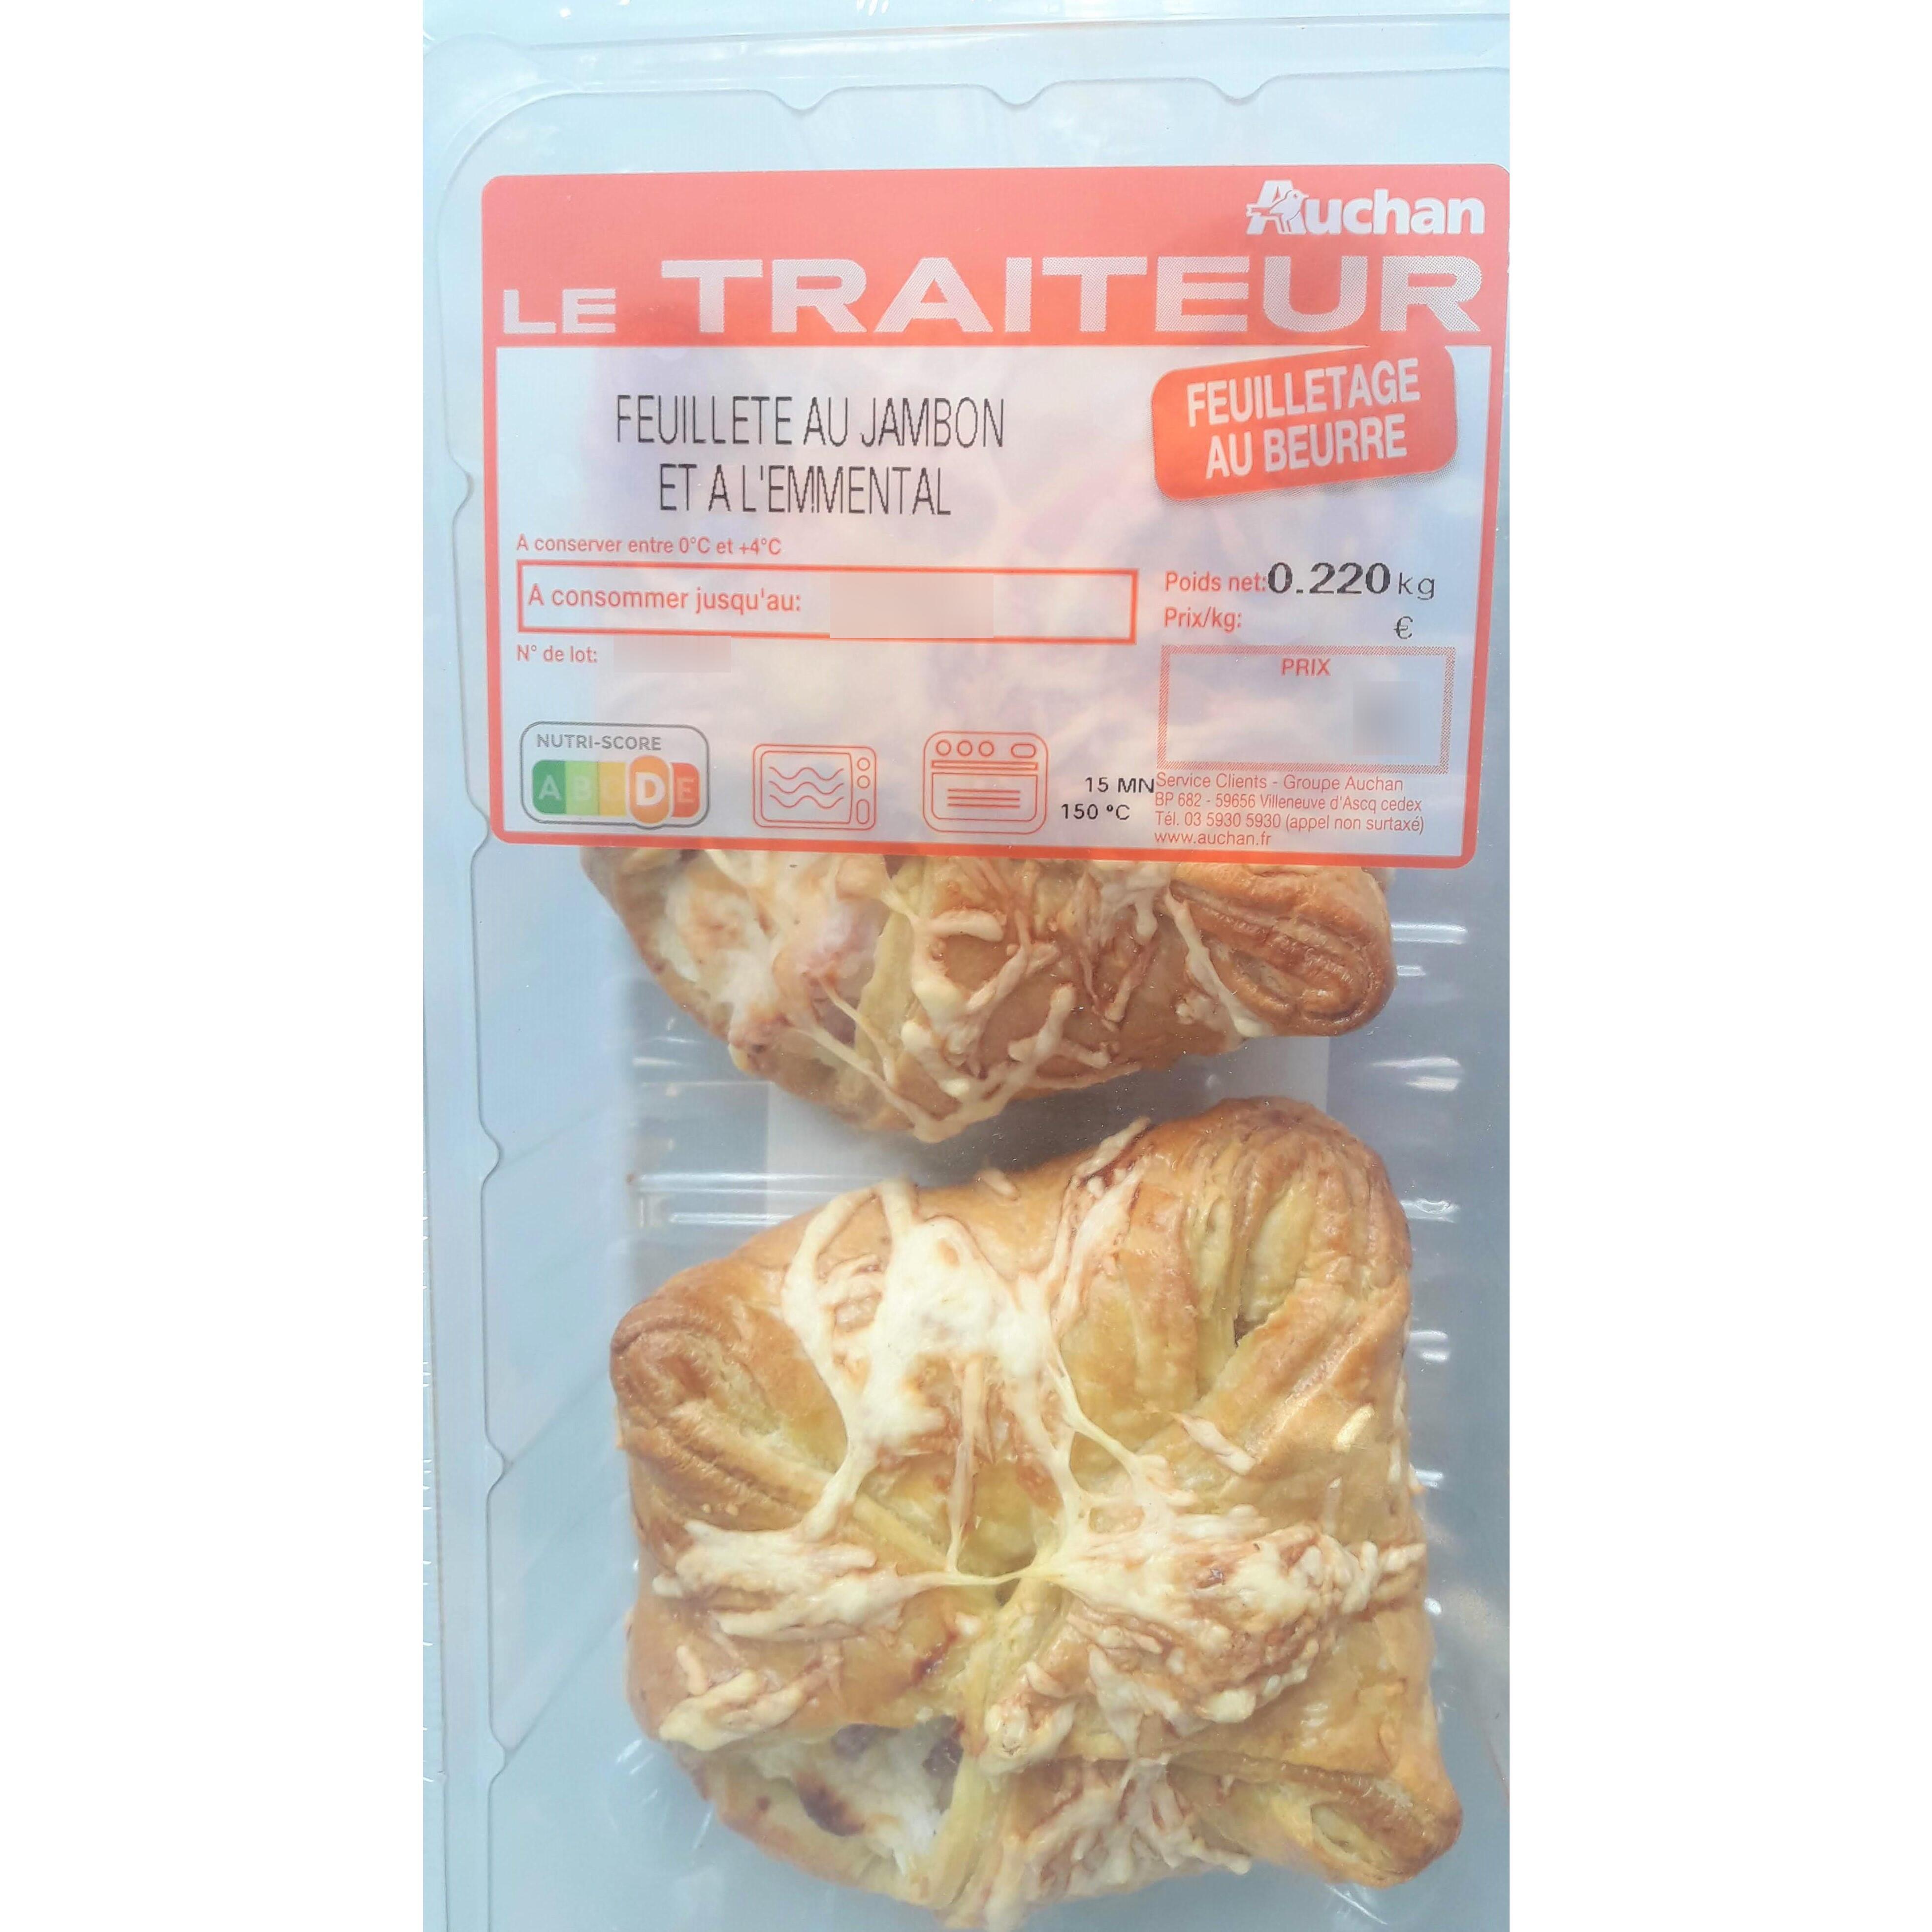 Auchan
LE TRAITEUR
FEUILLETE AU JAMBON
ET A L'EMMENTAL
FEUILLETAGE
AU BEURRE
A conserver entre 0°C et +4°C
A consommer jusqu'au:
N° de lot:
Poids net: 0.220 kg
Prix/kg: €
PRIX
NUTRI-SCORE
A B C D E
15 MN
150 °C
Service Clients - Groupe Auchan
BP 682 - 59656 Villeneuve d'Ascq cedex
Tél. 03 5930 5930 (appel non surtaxé)
www.auchan.fr